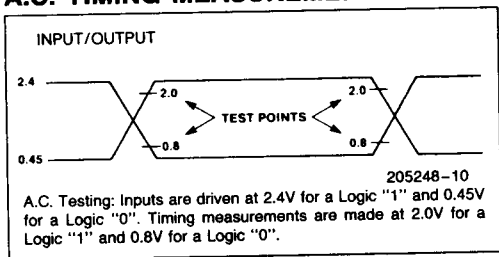 A.C. TIMING
INPUT/OUTPUT
2.4
2.0
2.0
TEST POINTS
0.8
0.8
0.45
205248-10
A.C. Testing: Inputs are driven at 2.4V for a Logic "1" and 0.45V
for a Logic "0". Timing measurements are made at 2.0V for a
Logic "1" and 0.8V for a Logic "0".